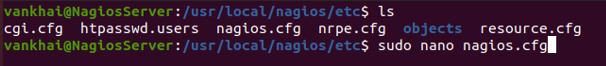 vankhai@NagiosServer:/usr/local/nagios/etc$ ls
cgi.cfg htpasswd.users nagios.cfg nrpe.cfg objects resource.cfg
vankhai@NagiosServer:/usr/local/nagios/etc$ sudo nano nagios.cfg